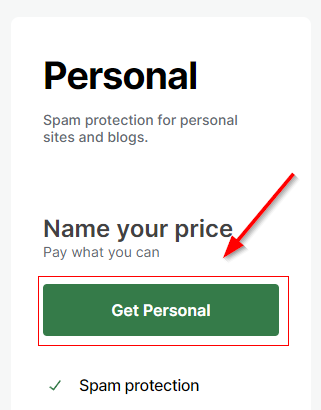 Personal
Spam protection for personal
sites and blogs.
Name your price
Pay what you can
Get Personal
Spam protection